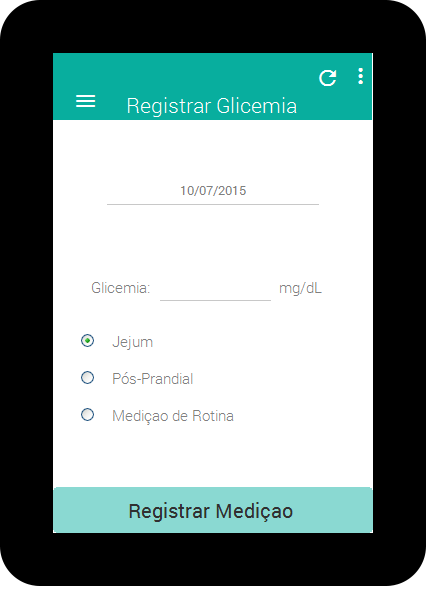 Registrar Glicemia
10/07/2015
Glicemia: mg/dL
Jejum
Pós-Prandial
Mediçao de Rotina
Registrar Mediçao